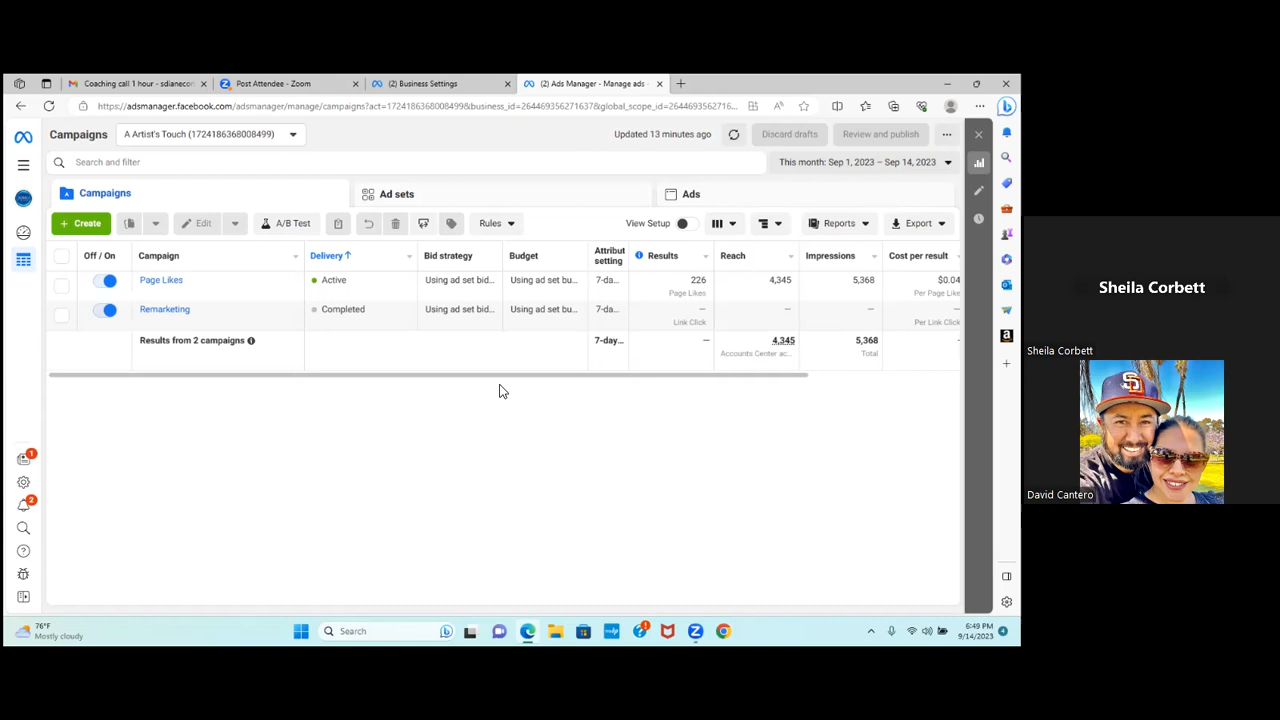 Coaching call 1 hour - sdianecor
Post Attendee - Zoom
(2) Business Settings
(2) Ads Manager - Manage ads -
https://adsmanager.facebook.com/adsmanager/manage/campaigns?act=1724186368008499&business_id=2644693562716378&global_scope_id=2644693562716...
Campaigns
A Artist's Touch (1724186368008499)
Updated 13 minutes ago
Discard drafts
Review and publish
Search and filter
This month: Sep 1, 2023 – Sep 14, 2023
Campaigns
Ad sets
Ads
+ Create
Edit
A/B Test
Rules
View Setup
Reports
Export
Off / On
Campaign
Delivery ↑
Bid strategy
Budget
Attribut
setting
Results
Reach
Impressions
Cost per result
Page Likes
Active
Using ad set bid...
Using ad set bu...
7-da...
226
Page Likes
4,345
5,368
$0.04
Per Page Like
Remarketing
Completed
Using ad set bid...
Using ad set bu...
7-da...
—
Link Click
—
—
—
Per Link Click
Results from 2 campaigns
7-day...
—
4,345
Accounts Center ac...
5,368
Total
—
Sheila Corbett
Sheila Corbett
SD
David Cantero
1
2
76°F
Mostly cloudy
Search
6:49 PM
9/14/2023
4